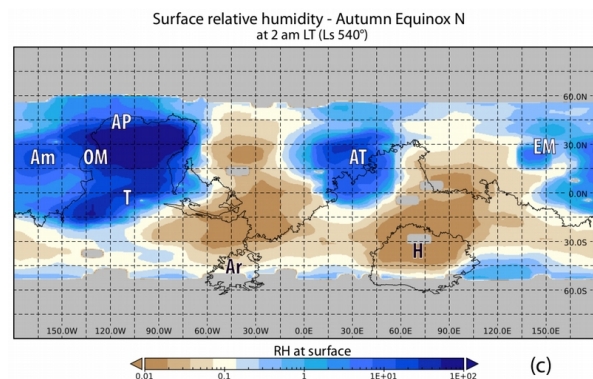 Surface relative humidity - Autumn Equinox N
at 2 am LT (Ls 540°)
60.0N
AP
Am OM AT EM
30.0N
T
0.0N
30.0S
Ar H
60.0S
150.0W 120.0W 90.0W 60.0W 30.0W 0.0E 30.0E 60.0E 90.0E 120.0E 150.0E
RH at surface
(c)
0.01 0.1 1 1E+01 1E+02